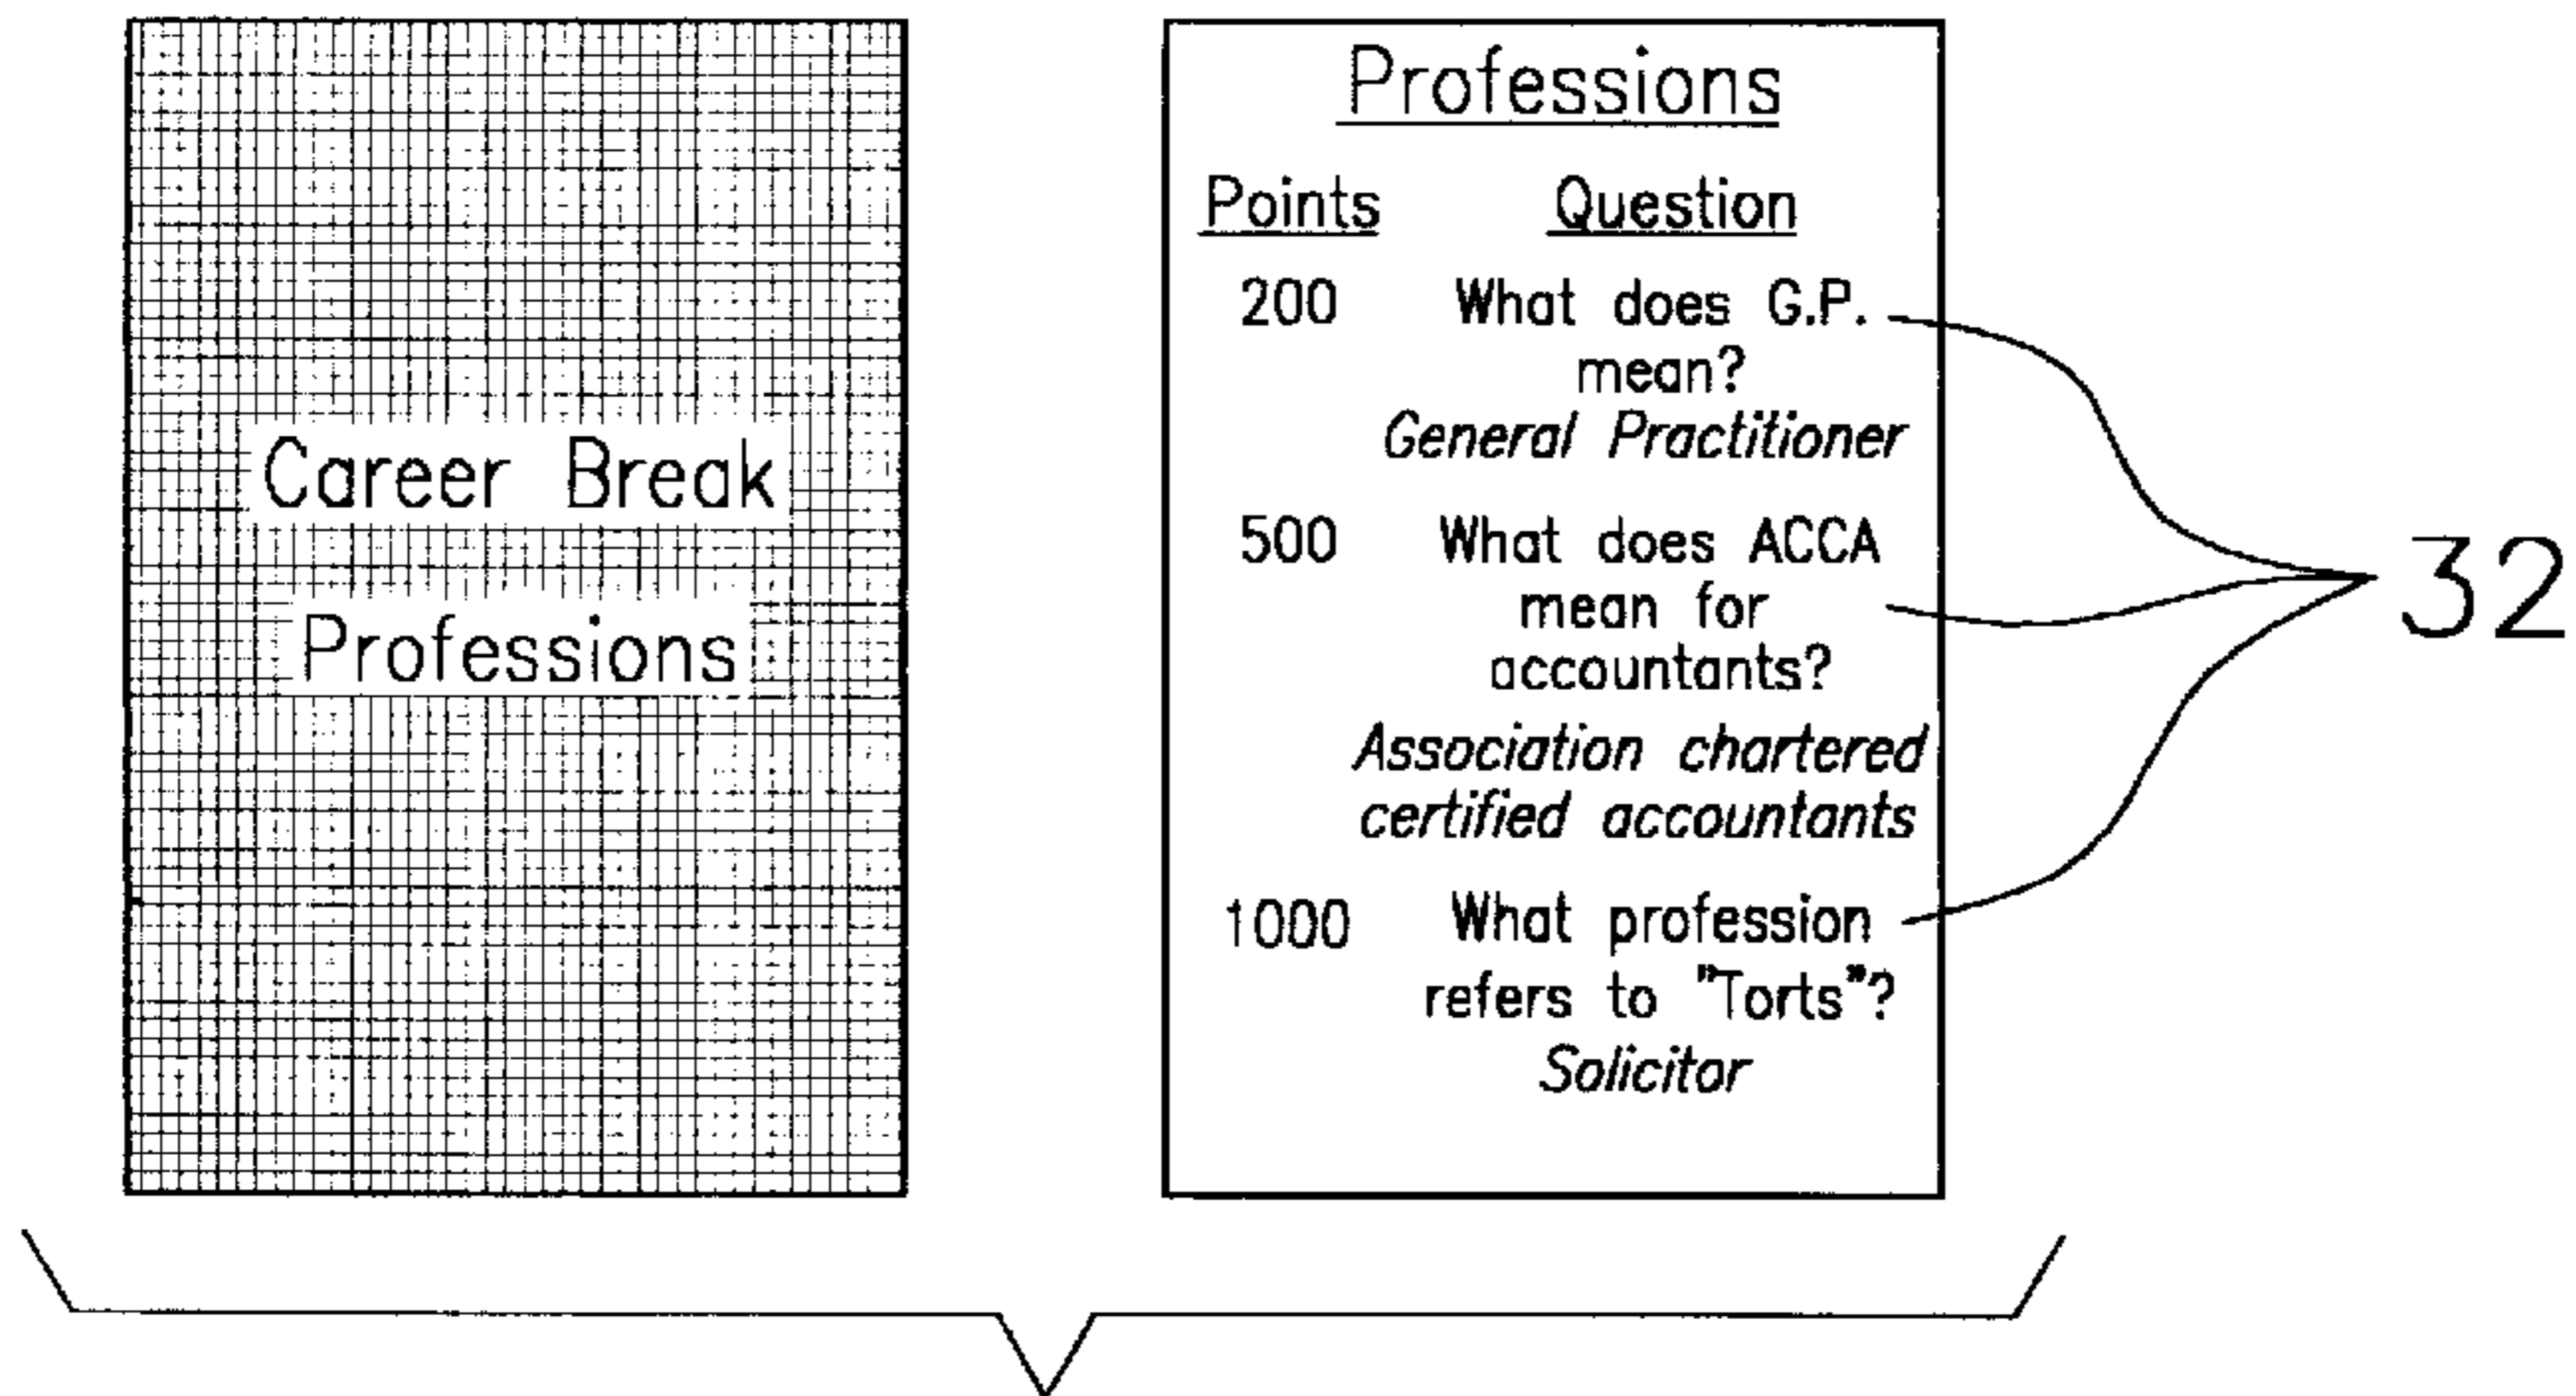 Career Break
Professions
Professions
Points Question
200 What does G.P.
mean?
General Practitioner
500 What does ACCA
mean for
accountants?
Association chartered
certified accountants
1000 What profession
refers to "Torts"?
Solicitor
32